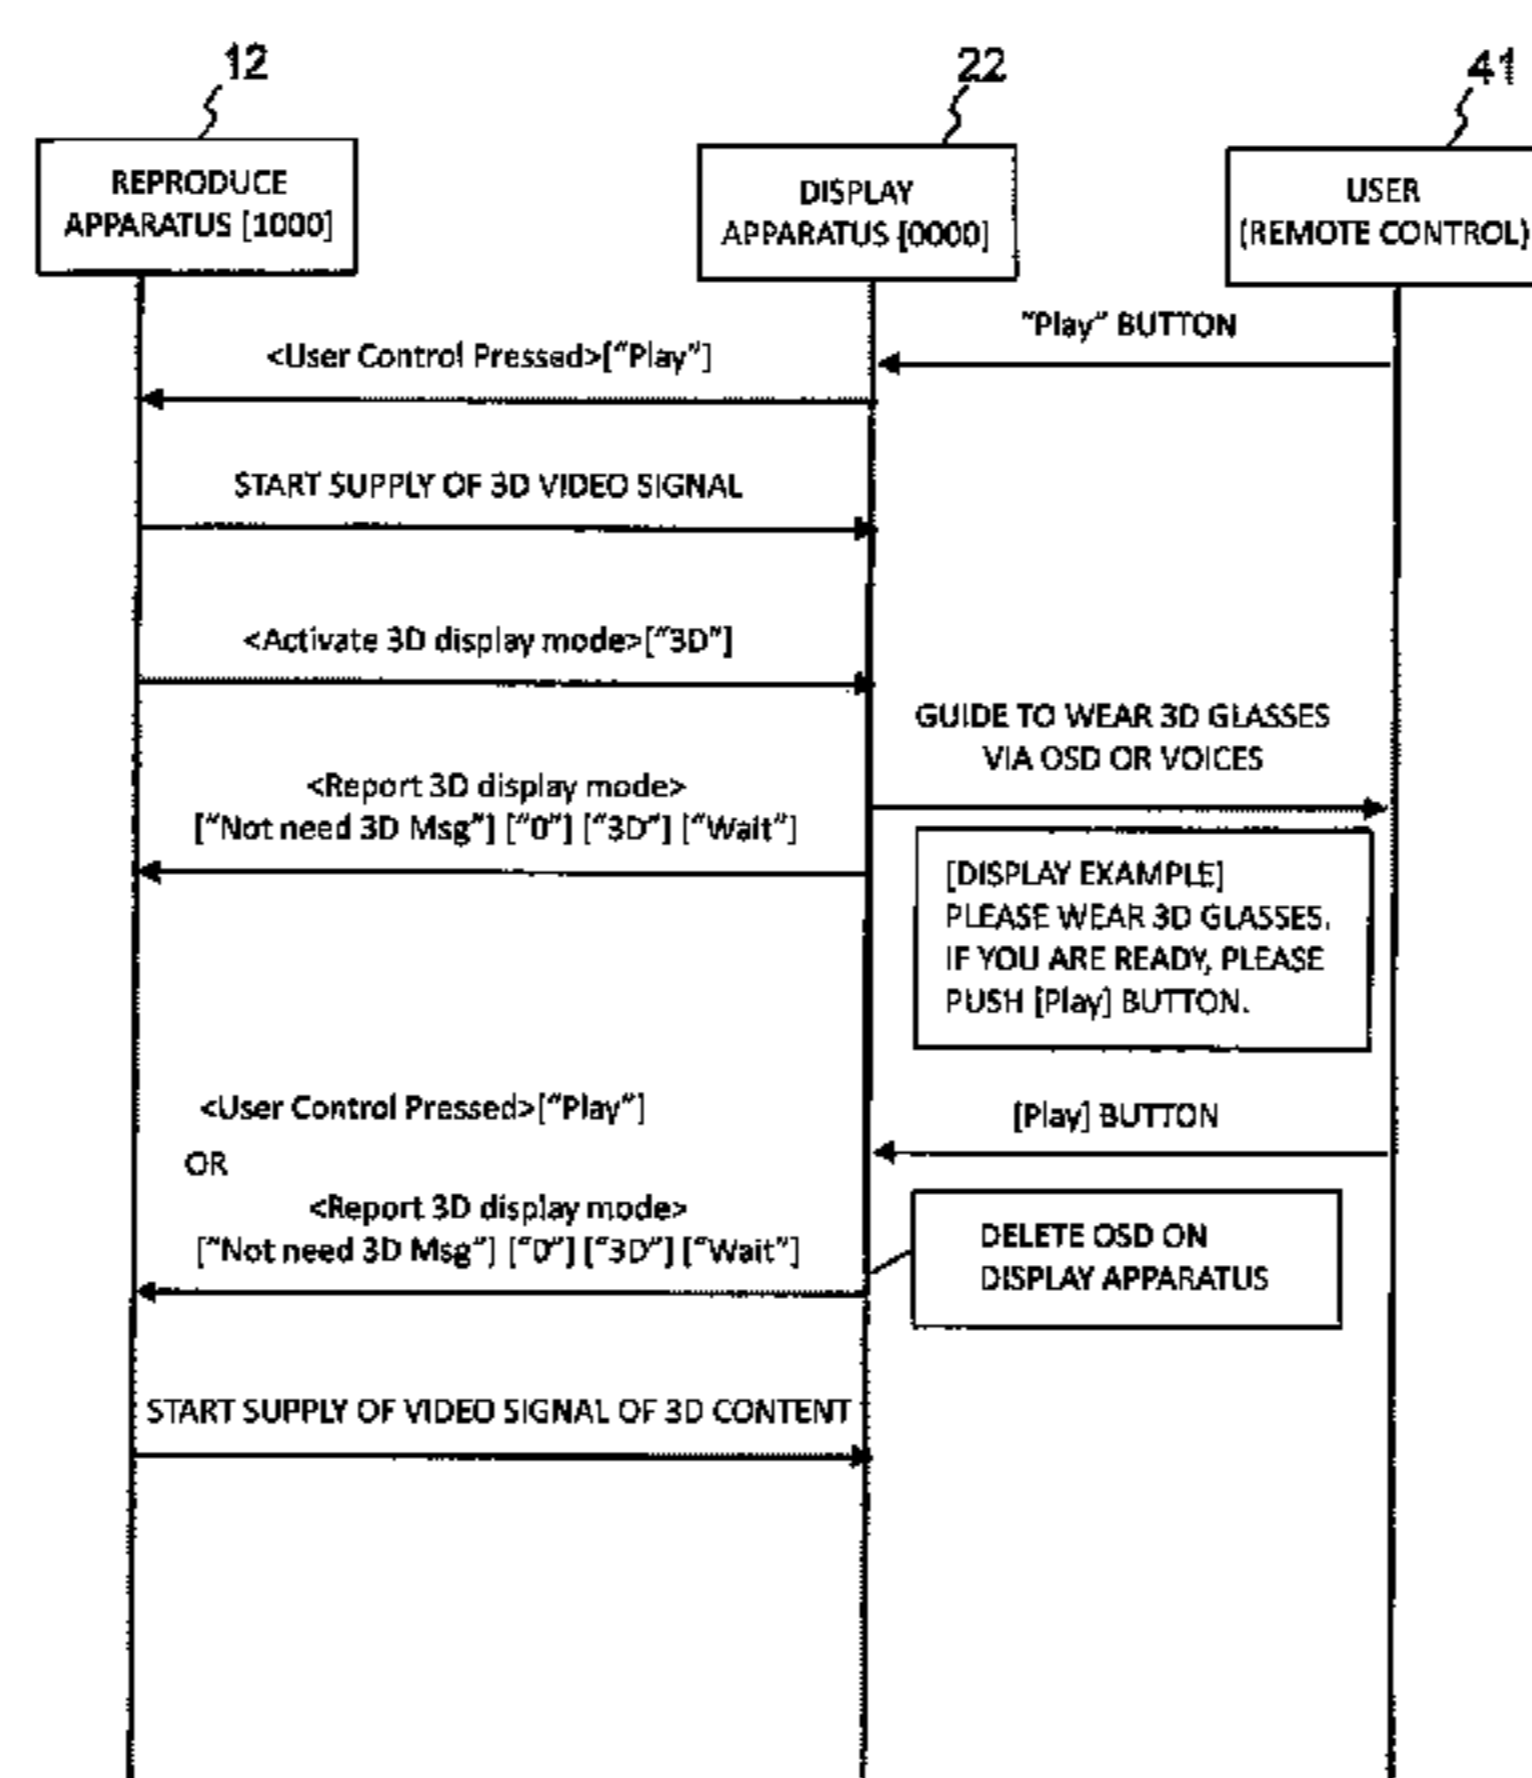 12
22
41
REPRODUCE
APPARATUS [1000]
DISPLAY
APPARATUS [0000]
USER
(REMOTE CONTROL)
"Play" BUTTON
<User Control Pressed>["Play"]
START SUPPLY OF 3D VIDEO SIGNAL
<Activate 3D display mode>["3D"]
GUIDE TO WEAR 3D GLASSES
VIA OSD OR VOICES
<Report 3D display mode>
["Not need 3D Msg"] ["0"] ["3D"] ["Wait"]
[DISPLAY EXAMPLE]
PLEASE WEAR 3D GLASSES.
IF YOU ARE READY, PLEASE
PUSH [Play] BUTTON.
<User Control Pressed>["Play"]
[Play] BUTTON
OR
<Report 3D display mode>
["Not need 3D Msg"] ["0"] ["3D"] ["Wait"]
DELETE OSD ON
DISPLAY APPARATUS
START SUPPLY OF VIDEO SIGNAL OF 3D CONTENT